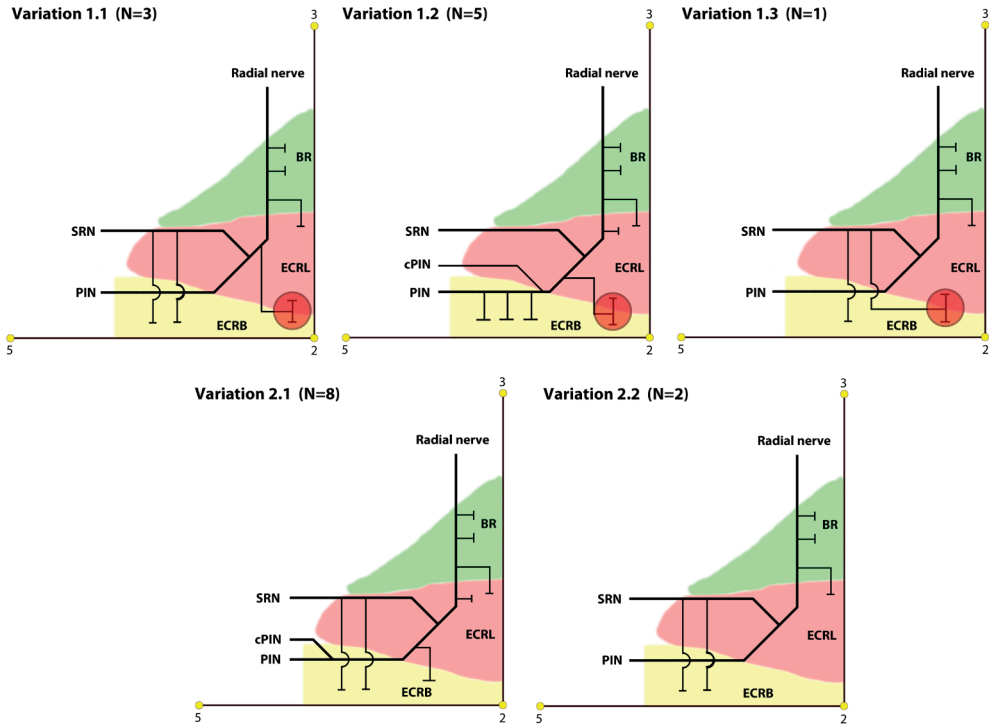 Variation 1.1 (N=3)
3
Radial nerve
BR
SRN
ECRL
PIN
ECRB
5
2
Variation 1.2 (N=5)
3
Radial nerve
BR
SRN
cPIN
ECRL
PIN
ECRB
5
2
Variation 1.3 (N=1)
3
Radial nerve
BR
SRN
ECRL
PIN
ECRB
5
2
Variation 2.1 (N=8)
3
Radial nerve
BR
SRN
ECRL
cPIN
PIN
ECRB
5
2
Variation 2.2 (N=2)
3
Radial nerve
BR
SRN
ECRL
PIN
ECRB
5
2